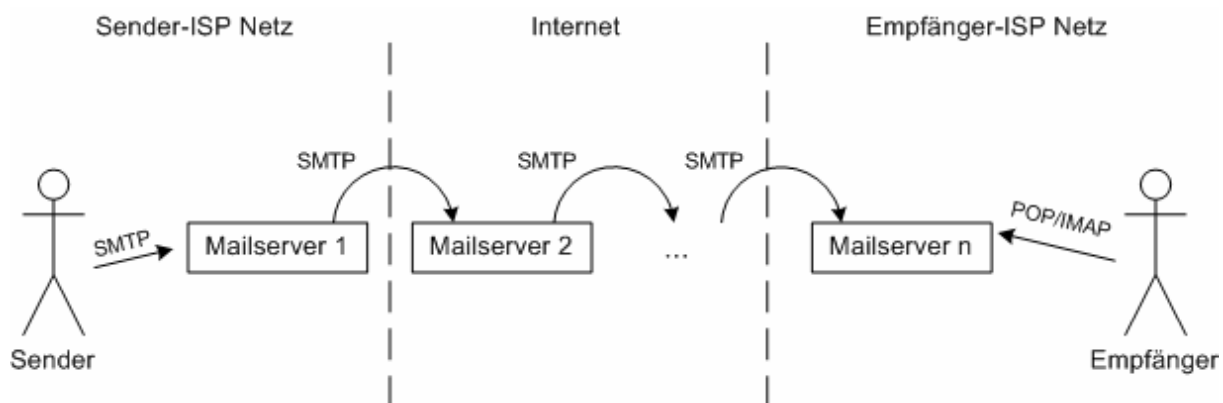 Sender-ISP Netz
Internet
Empfänger-ISP Netz
SMTP
SMTP
SMTP
SMTP
POP/IMAP
Mailserver 1
Mailserver 2
...
Mailserver n
Sender
Empfänger